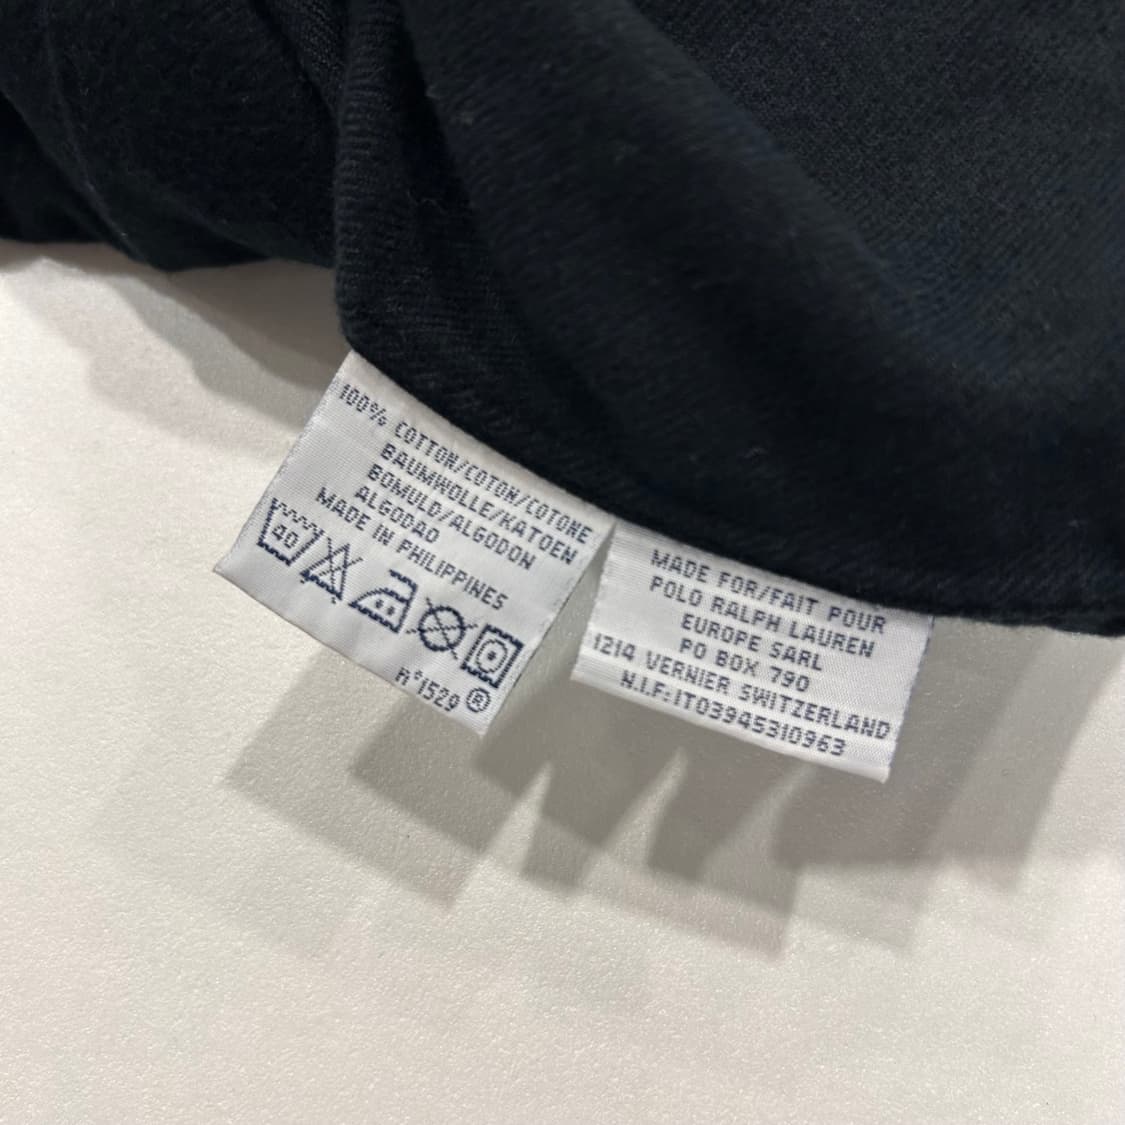 100% COTTON/COTON/COTONE
BAUMWOLLE/KATOEN
BOMULD/ALGODON
ALGODAO
MADE IN PHILIPPINES
40
n°1529 ®
MADE FOR/FAIT POUR
POLO RALPH LAUREN
EUROPE SARL
PO BOX 790
1214 VERNIER SWITZERLAND
N.I.F:IT03945310963